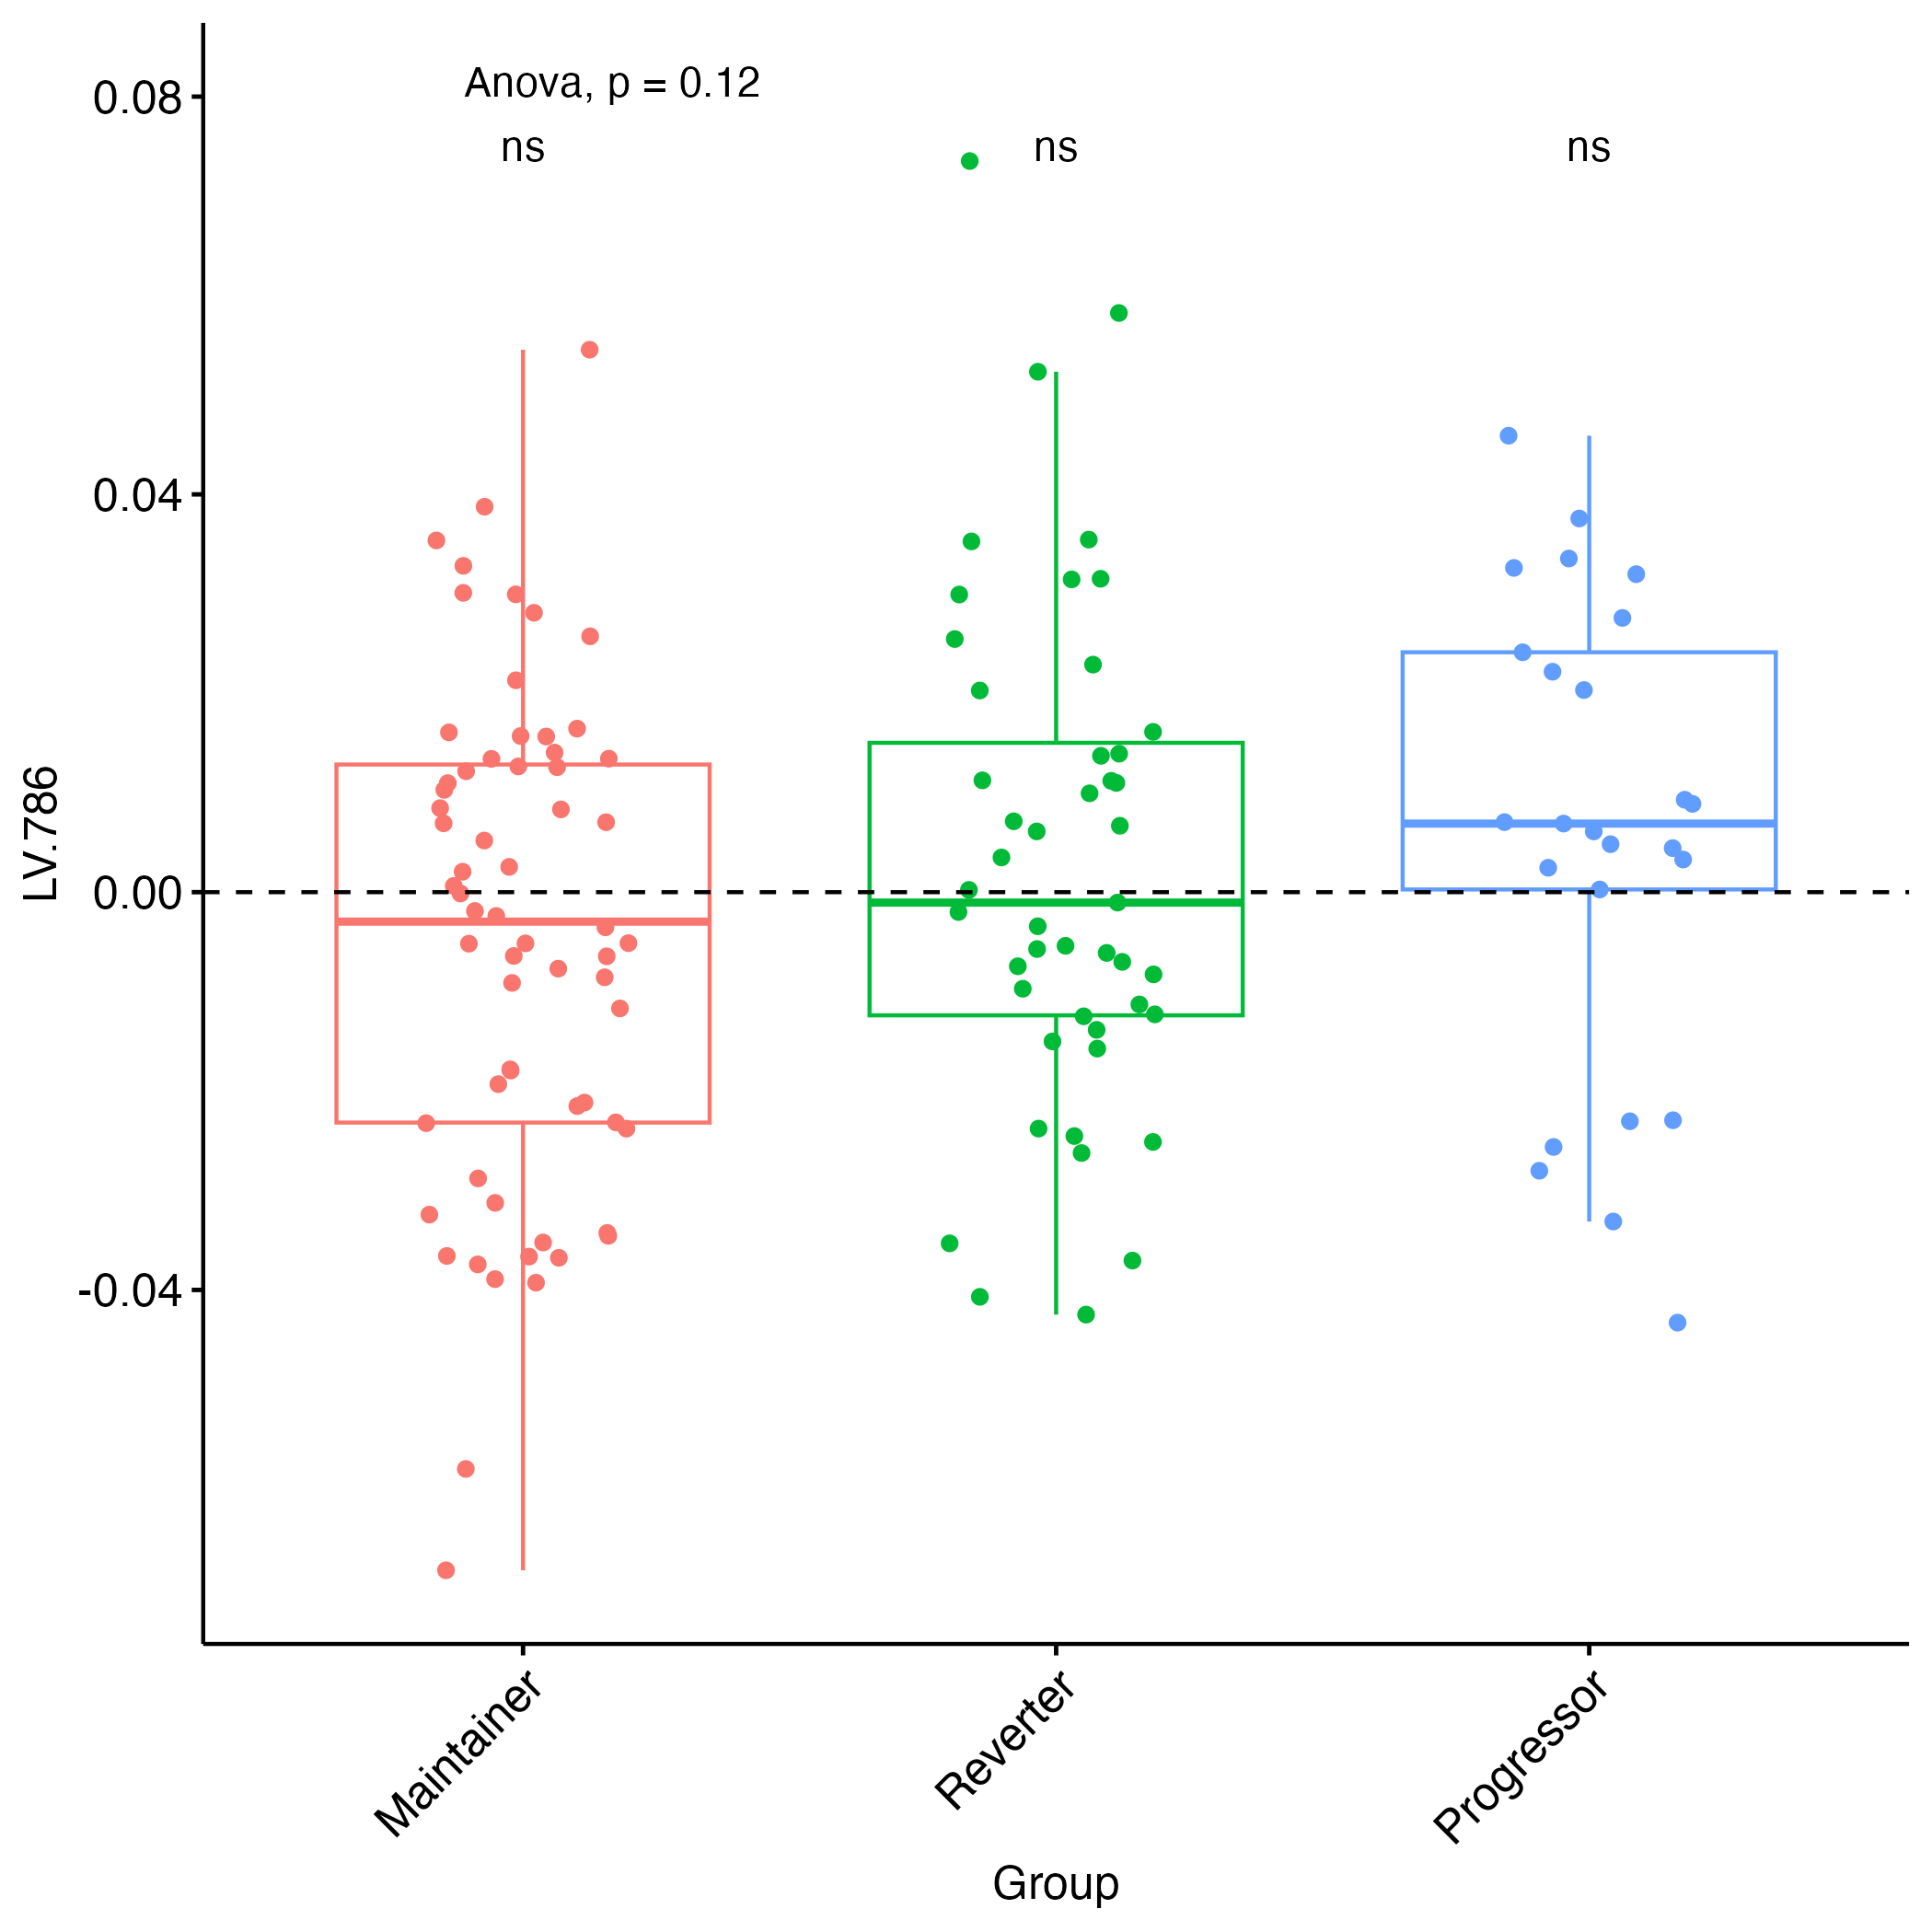 Anova, p = 0.12
ns
ns
ns
0.08
0.04
0.00
-0.04
LV.786
Maintainer
Reverter
Progressor
Group